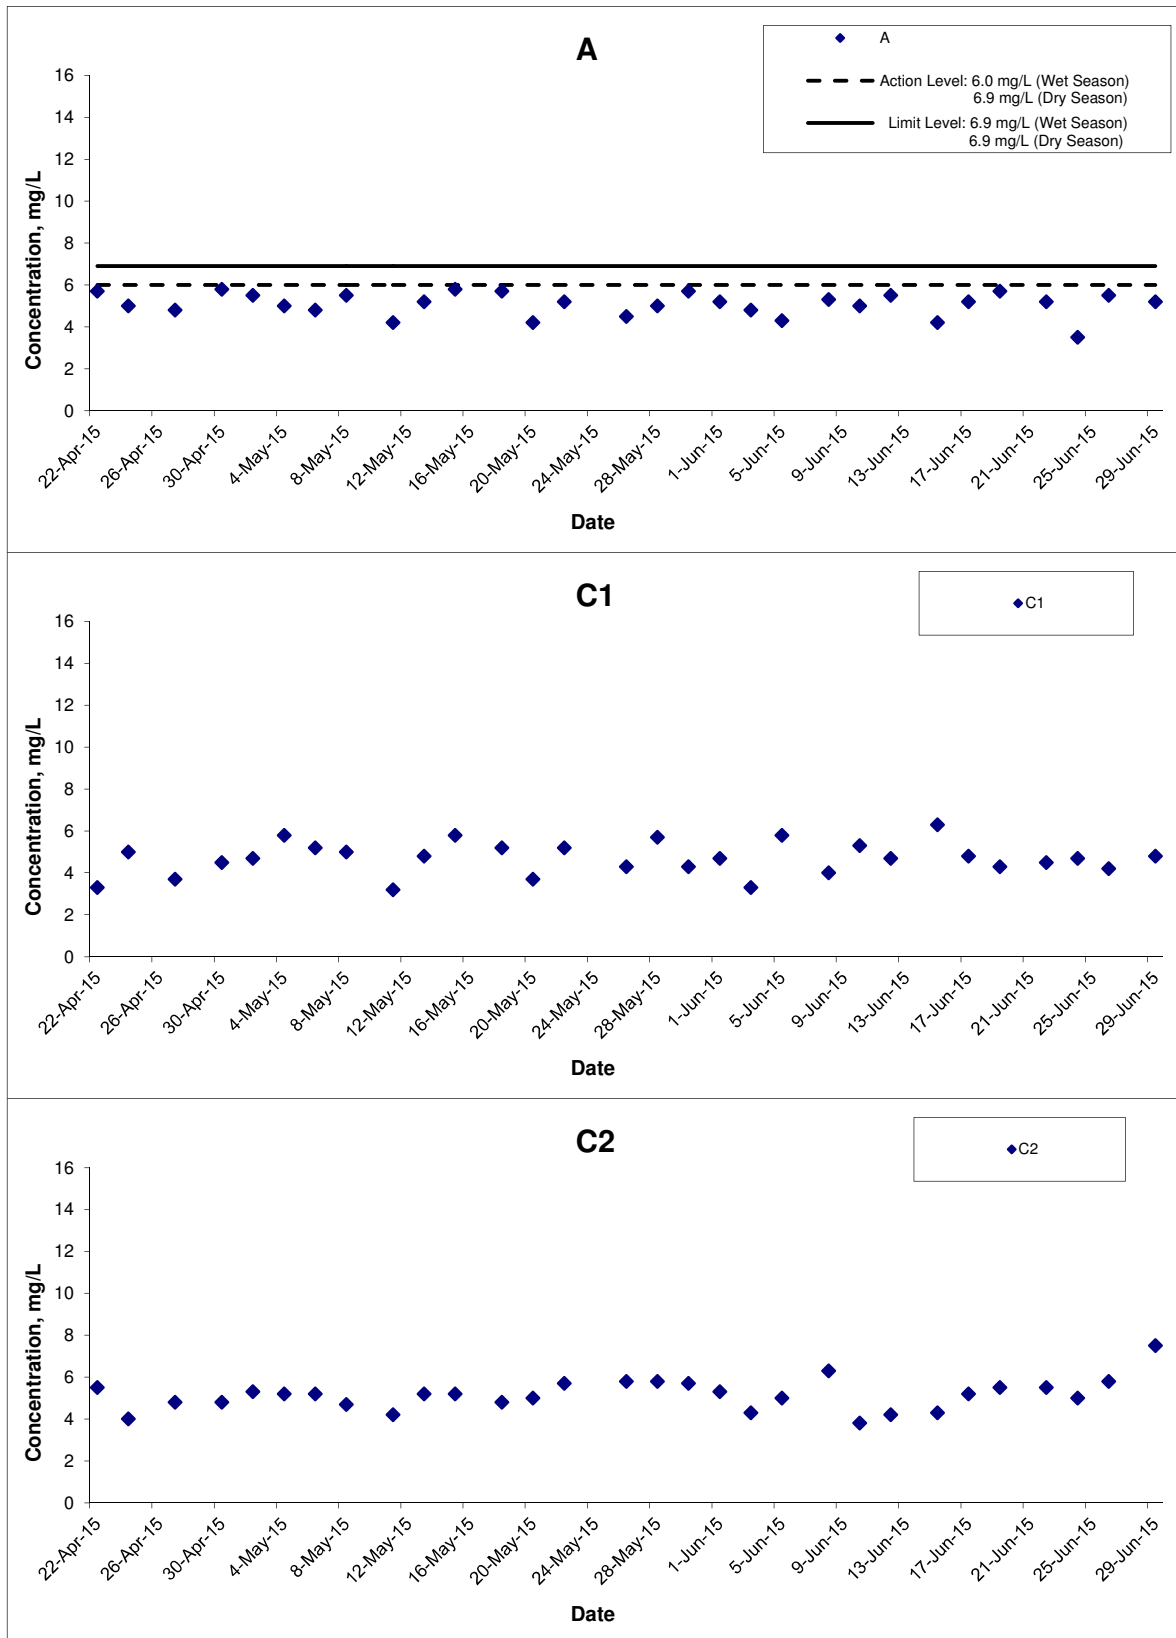 A
A
Action Level: 6.0 mg/L (Wet Season)
6.9 mg/L (Dry Season)
Limit Level: 6.9 mg/L (Wet Season)
6.9 mg/L (Dry Season)
Concentration, mg/L
16
14
12
10
8
6
4
2
0
22-Apr-15
26-Apr-15
30-Apr-15
4-May-15
8-May-15
12-May-15
16-May-15
20-May-15
24-May-15
28-May-15
1-Jun-15
5-Jun-15
9-Jun-15
13-Jun-15
17-Jun-15
21-Jun-15
25-Jun-15
29-Jun-15
Date
C1
C1
Concentration, mg/L
16
14
12
10
8
6
4
2
0
22-Apr-15
26-Apr-15
30-Apr-15
4-May-15
8-May-15
12-May-15
16-May-15
20-May-15
24-May-15
28-May-15
1-Jun-15
5-Jun-15
9-Jun-15
13-Jun-15
17-Jun-15
21-Jun-15
25-Jun-15
29-Jun-15
Date
C2
C2
Concentration, mg/L
16
14
12
10
8
6
4
2
0
22-Apr-15
26-Apr-15
30-Apr-15
4-May-15
8-May-15
12-May-15
16-May-15
20-May-15
24-May-15
28-May-15
1-Jun-15
5-Jun-15
9-Jun-15
13-Jun-15
17-Jun-15
21-Jun-15
25-Jun-15
29-Jun-15
Date